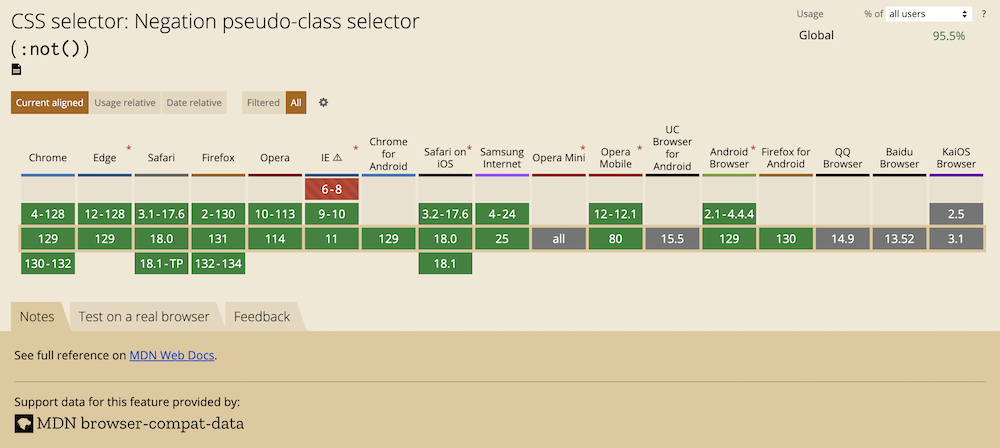 CSS selector: Negation pseudo-class selector
(:not())
Usage % of all users ?
Global 95.5%
Current aligned Usage relative Date relative Filtered All
Chrome Edge * Safari Firefox Opera IE ⚠ * Chrome for Android Safari on iOS * Samsung Internet Opera Mini * Opera Mobile * UC Browser for Android Android Browser * Firefox for Android QQ Browser Baidu Browser KaiOS Browser
6-8
4-128 12-128 3.1-17.6 2-130 10-113 9-10 3.2-17.6 4-24 12-12.1 2.1-4.4.4 2.5
129 129 18.0 131 114 11 129 18.0 25 all 80 15.5 129 130 14.9 13.52 3.1
130-132 18.1-TP 132-134 18.1
Notes Test on a real browser Feedback
See full reference on MDN Web Docs.
Support data for this feature provided by:
MDN browser-compat-data